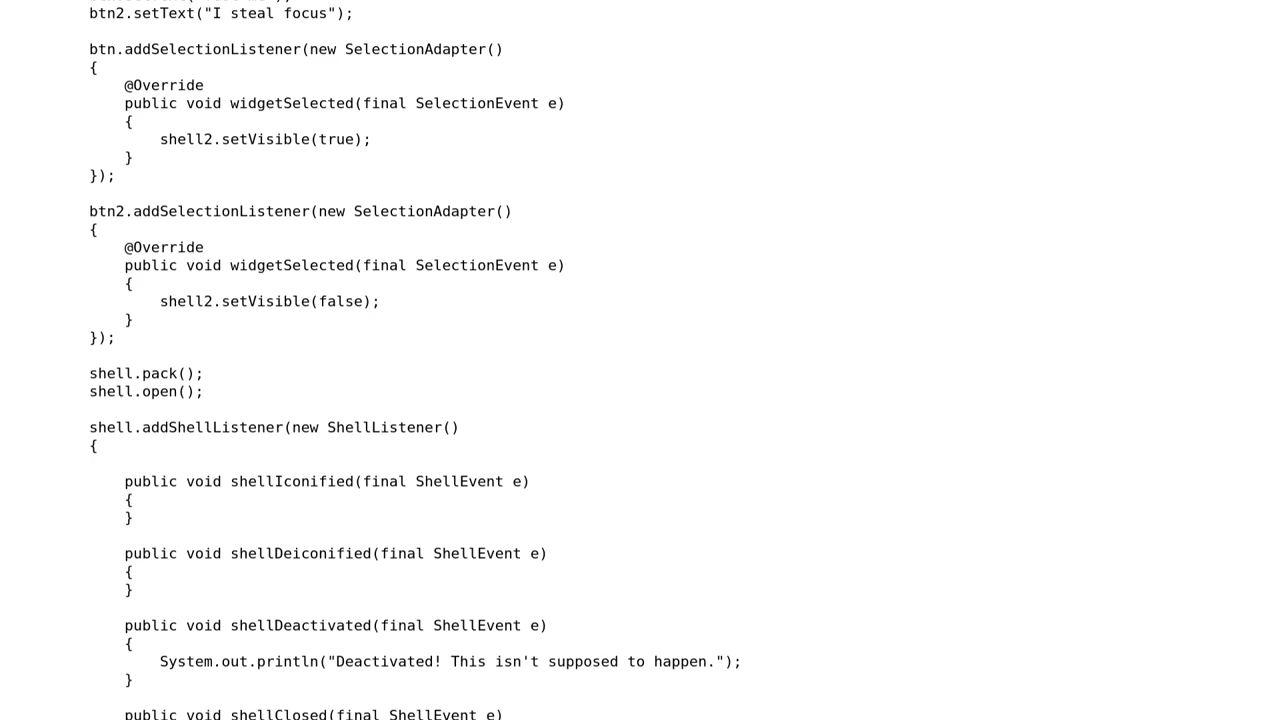 btn2.setText("I steal focus");

btn.addSelectionListener(new SelectionAdapter()
{
    @Override
    public void widgetSelected(final SelectionEvent e)
    {
        shell2.setVisible(true);
    }
});

btn2.addSelectionListener(new SelectionAdapter()
{
    @Override
    public void widgetSelected(final SelectionEvent e)
    {
        shell2.setVisible(false);
    }
});

shell.pack();
shell.open();

shell.addShellListener(new ShellListener()
{

    public void shellIconified(final ShellEvent e)
    {
    }

    public void shellDeiconified(final ShellEvent e)
    {
    }

    public void shellDeactivated(final ShellEvent e)
    {
        System.out.println("Deactivated! This isn't supposed to happen.");
    }

    public void shellClosed(final ShellEvent e)